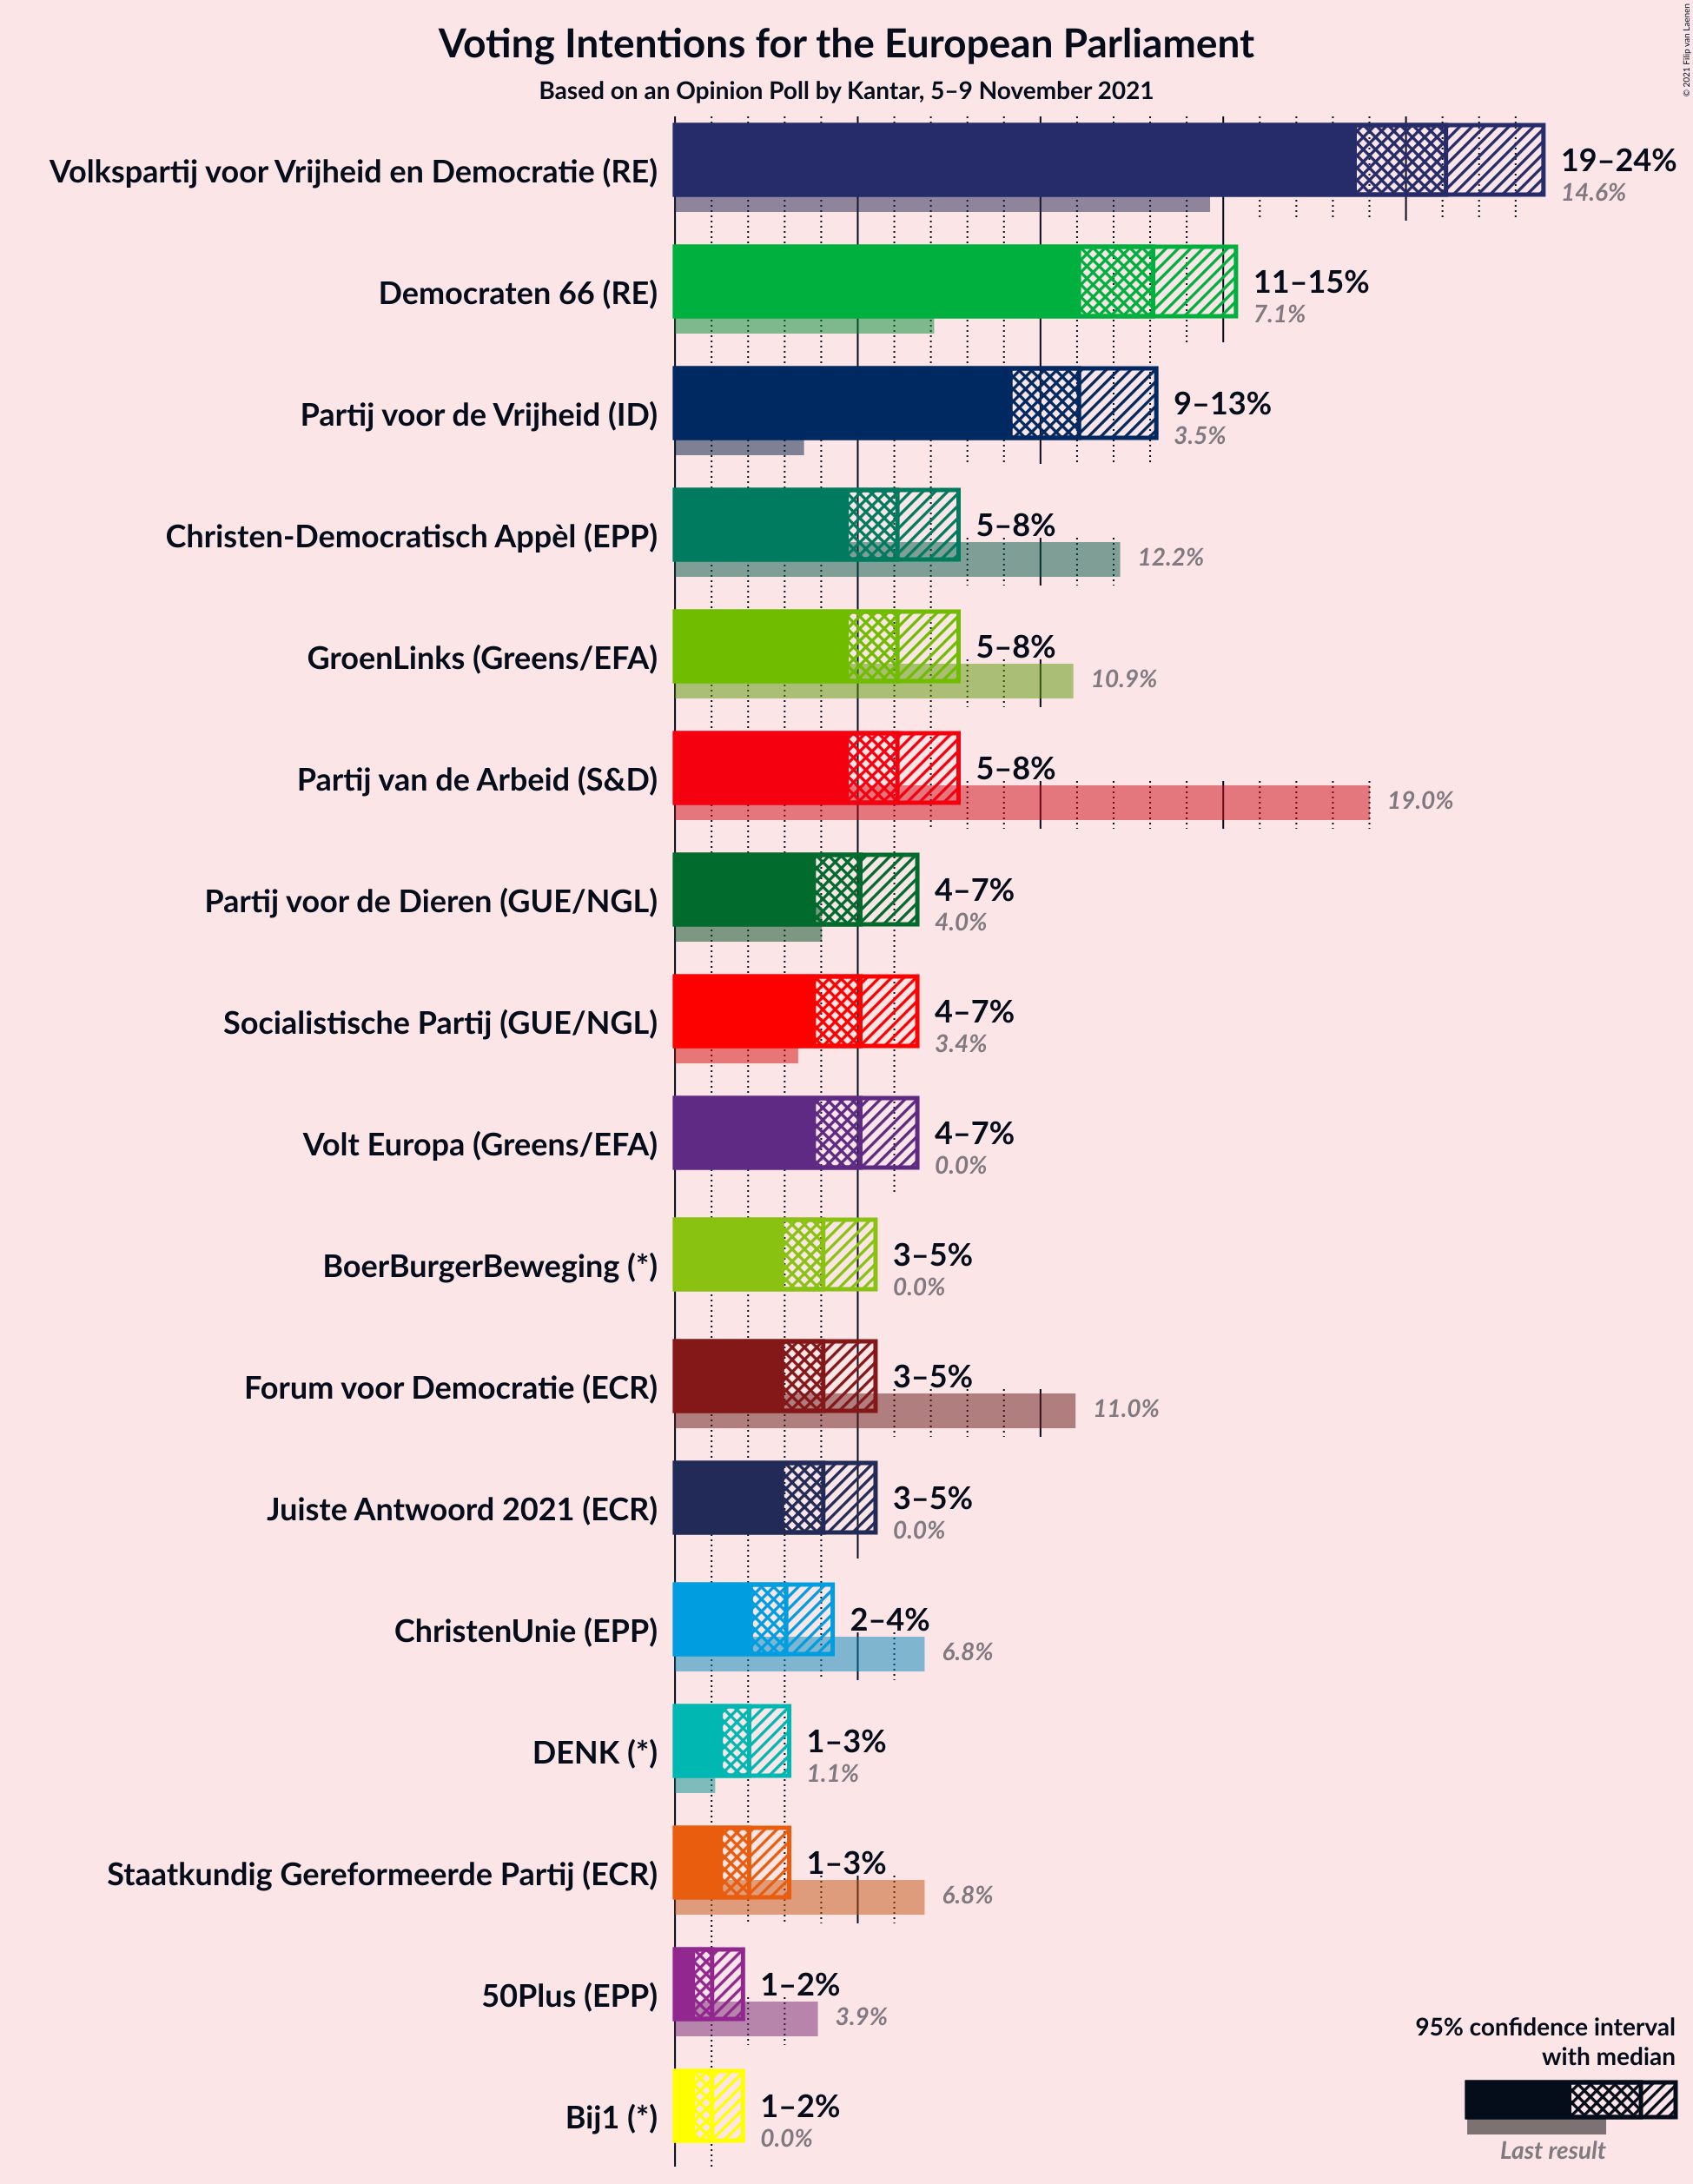 Voting Intentions for the European Parliament
Based on an Opinion Poll by Kantar, 5–9 November 2021
© 2021 Filip van Laenen
Volkspartij voor Vrijheid en Democratie (RE)
19–24%
14.6%
Democraten 66 (RE)
11–15%
7.1%
Partij voor de Vrijheid (ID)
9–13%
3.5%
Christen-Democratisch Appèl (EPP)
5–8%
12.2%
GroenLinks (Greens/EFA)
5–8%
10.9%
Partij van de Arbeid (S&D)
5–8%
19.0%
Partij voor de Dieren (GUE/NGL)
4–7%
4.0%
Socialistische Partij (GUE/NGL)
4–7%
3.4%
Volt Europa (Greens/EFA)
4–7%
0.0%
BoerBurgerBeweging (*)
3–5%
0.0%
Forum voor Democratie (ECR)
3–5%
11.0%
Juiste Antwoord 2021 (ECR)
3–5%
0.0%
ChristenUnie (EPP)
2–4%
6.8%
DENK (*)
1–3%
1.1%
Staatkundig Gereformeerde Partij (ECR)
1–3%
6.8%
50Plus (EPP)
1–2%
3.9%
Bij1 (*)
1–2%
0.0%
95% confidence interval
with median
Last result